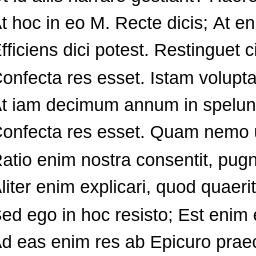 At hoc in eo M. Recte dicis; At en
Efficiens dici potest. Restinguet ci
Confecta res esset. Istam volupta
At iam decimum annum in spelun
Confecta res esset. Quam nemo
Ratio enim nostra consentit, pugn
Aliter enim explicari, quod quaerit
Sed ego in hoc resisto; Est enim
Ad eas enim res ab Epicuro praec